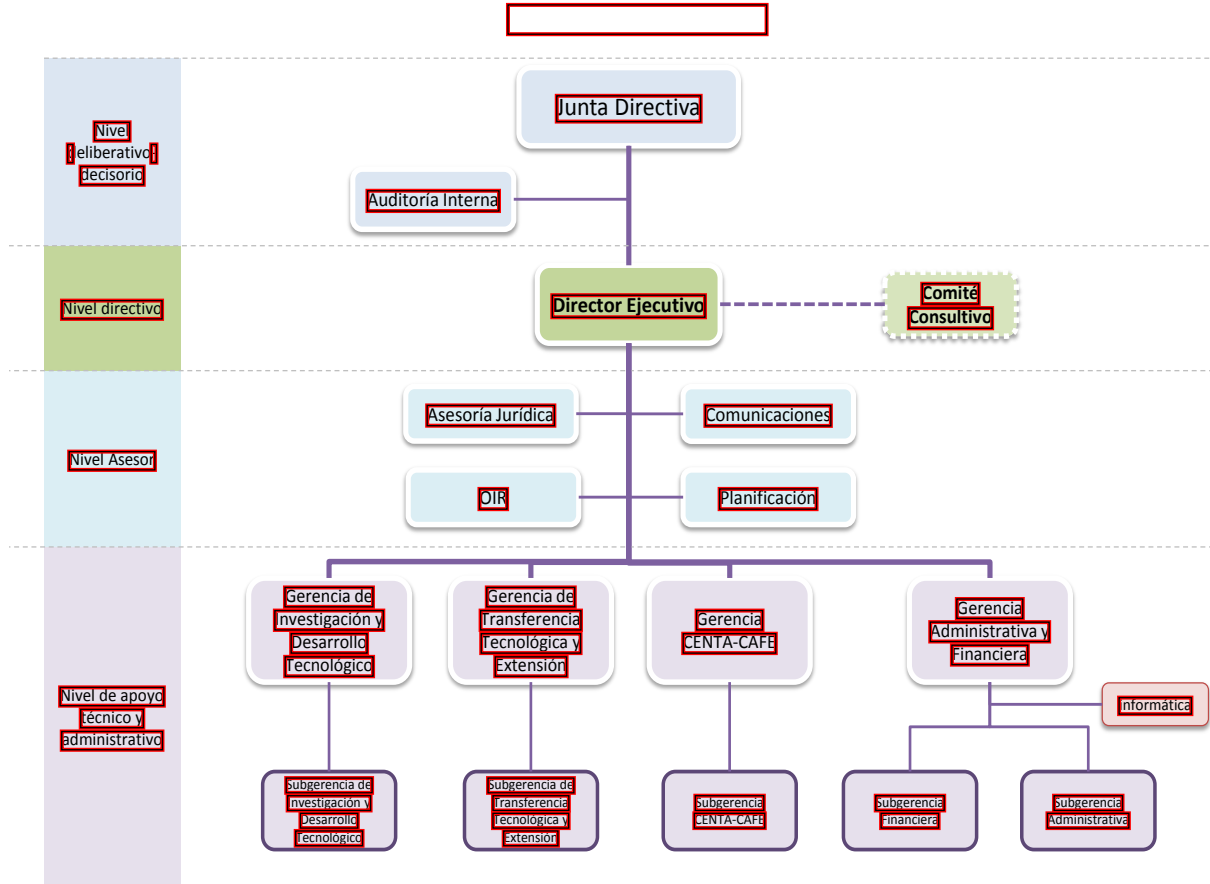 Junta Directiva
Nivel
deliberativo-
decisorio
Auditoría Interna
Nivel directivo
Director Ejecutivo
Comité
Consultivo
Asesoría Jurídica
Comunicaciones
Nivel Asesor
OIR
Planificación
Gerencia de
Investigación y
Desarrollo
Tecnológico
Gerencia de
Transferencia
Tecnológica y
Extensión
Gerencia
CENTA-CAFE
Gerencia
Administrativa y
Financiera
Nivel de apoyo
técnico y
administrativo
Informática
Subgerencia de
Investigación y
Desarrollo
Tecnológico
Subgerencia de
Transferencia
Tecnológica y
Extensión
Subgerencia
CENTA-CAFE
Subgerencia
Financiera
Subgerencia
Administrativa